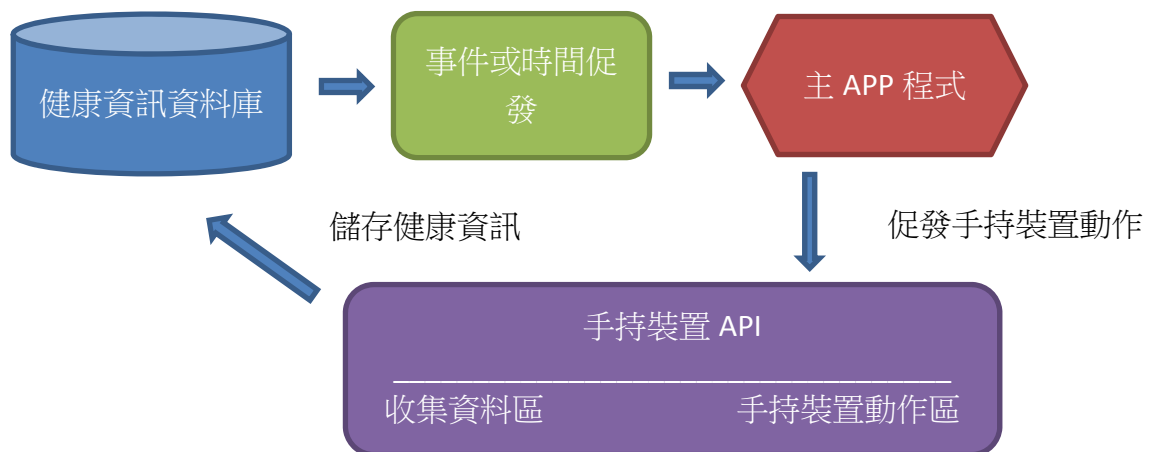 健康資訊資料庫
事件或時間促
發
主 APP 程式
儲存健康資訊
促發手持裝置動作
手持裝置 API
收集資料區
手持裝置動作區